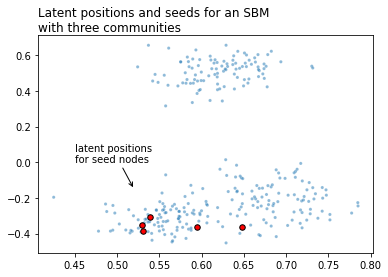 Latent positions and seeds for an SBM
with three communities
0.6
0.4
0.2
0.0
−0.2
−0.4
latent positions
for seed nodes
0.45 0.50 0.55 0.60 0.65 0.70 0.75 0.80